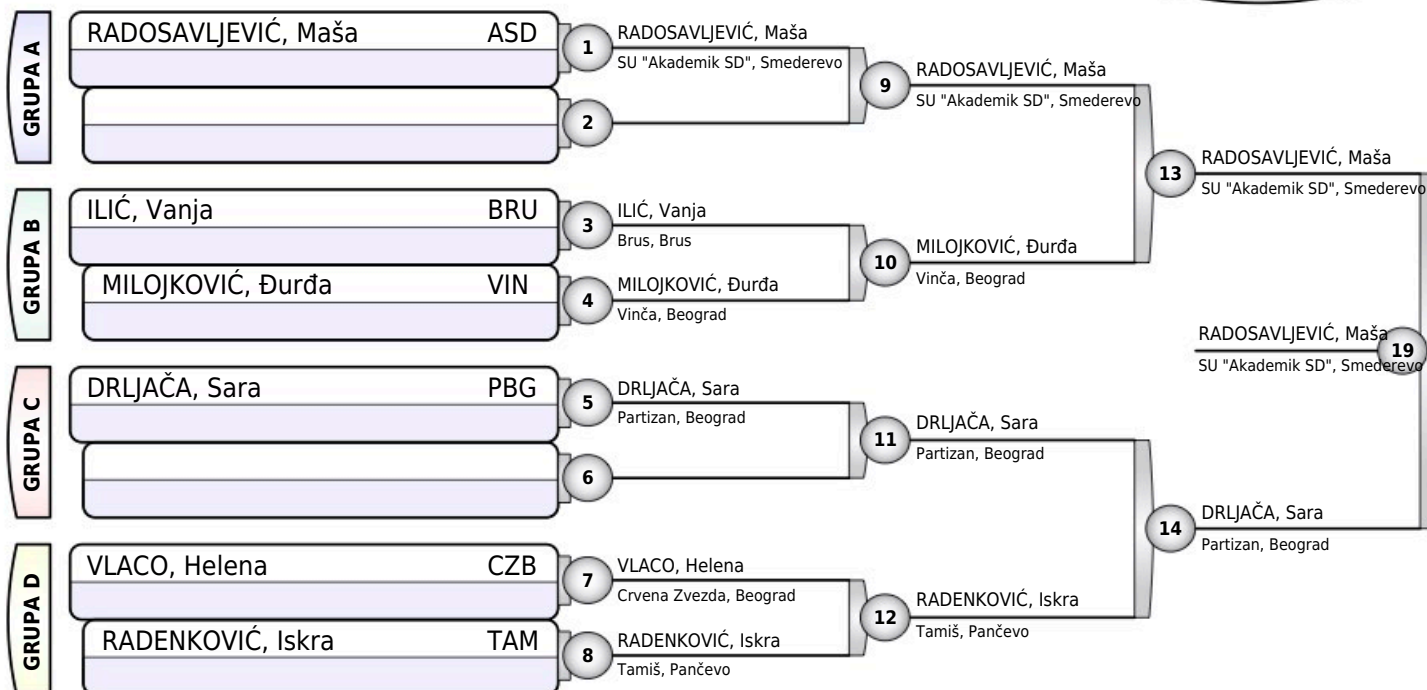 GRUPA A
RADOSAVLJEVIĆ, Maša ASD
1
RADOSAVLJEVIĆ, Maša
SU "Akademik SD", Smederevo
2
9
RADOSAVLJEVIĆ, Maša
SU "Akademik SD", Smederevo
GRUPA B
ILIĆ, Vanja BRU
MILOJKOVIĆ, Đurđa VIN
3
ILIĆ, Vanja
Brus, Brus
4
MILOJKOVIĆ, Đurđa
Vinča, Beograd
10
MILOJKOVIĆ, Đurđa
Vinča, Beograd
13
RADOSAVLJEVIĆ, Maša
SU "Akademik SD", Smederevo
GRUPA C
DRLJAČA, Sara PBG
5
DRLJAČA, Sara
Partizan, Beograd
6
11
DRLJAČA, Sara
Partizan, Beograd
GRUPA D
VLACO, Helena CZB
RADENKOVIĆ, Iskra TAM
7
VLACO, Helena
Crvena Zvezda, Beograd
8
RADENKOVIĆ, Iskra
Tamiš, Pančevo
12
RADENKOVIĆ, Iskra
Tamiš, Pančevo
14
DRLJAČA, Sara
Partizan, Beograd
RADOSAVLJEVIĆ, Maša
SU "Akademik SD", Smederevo
19